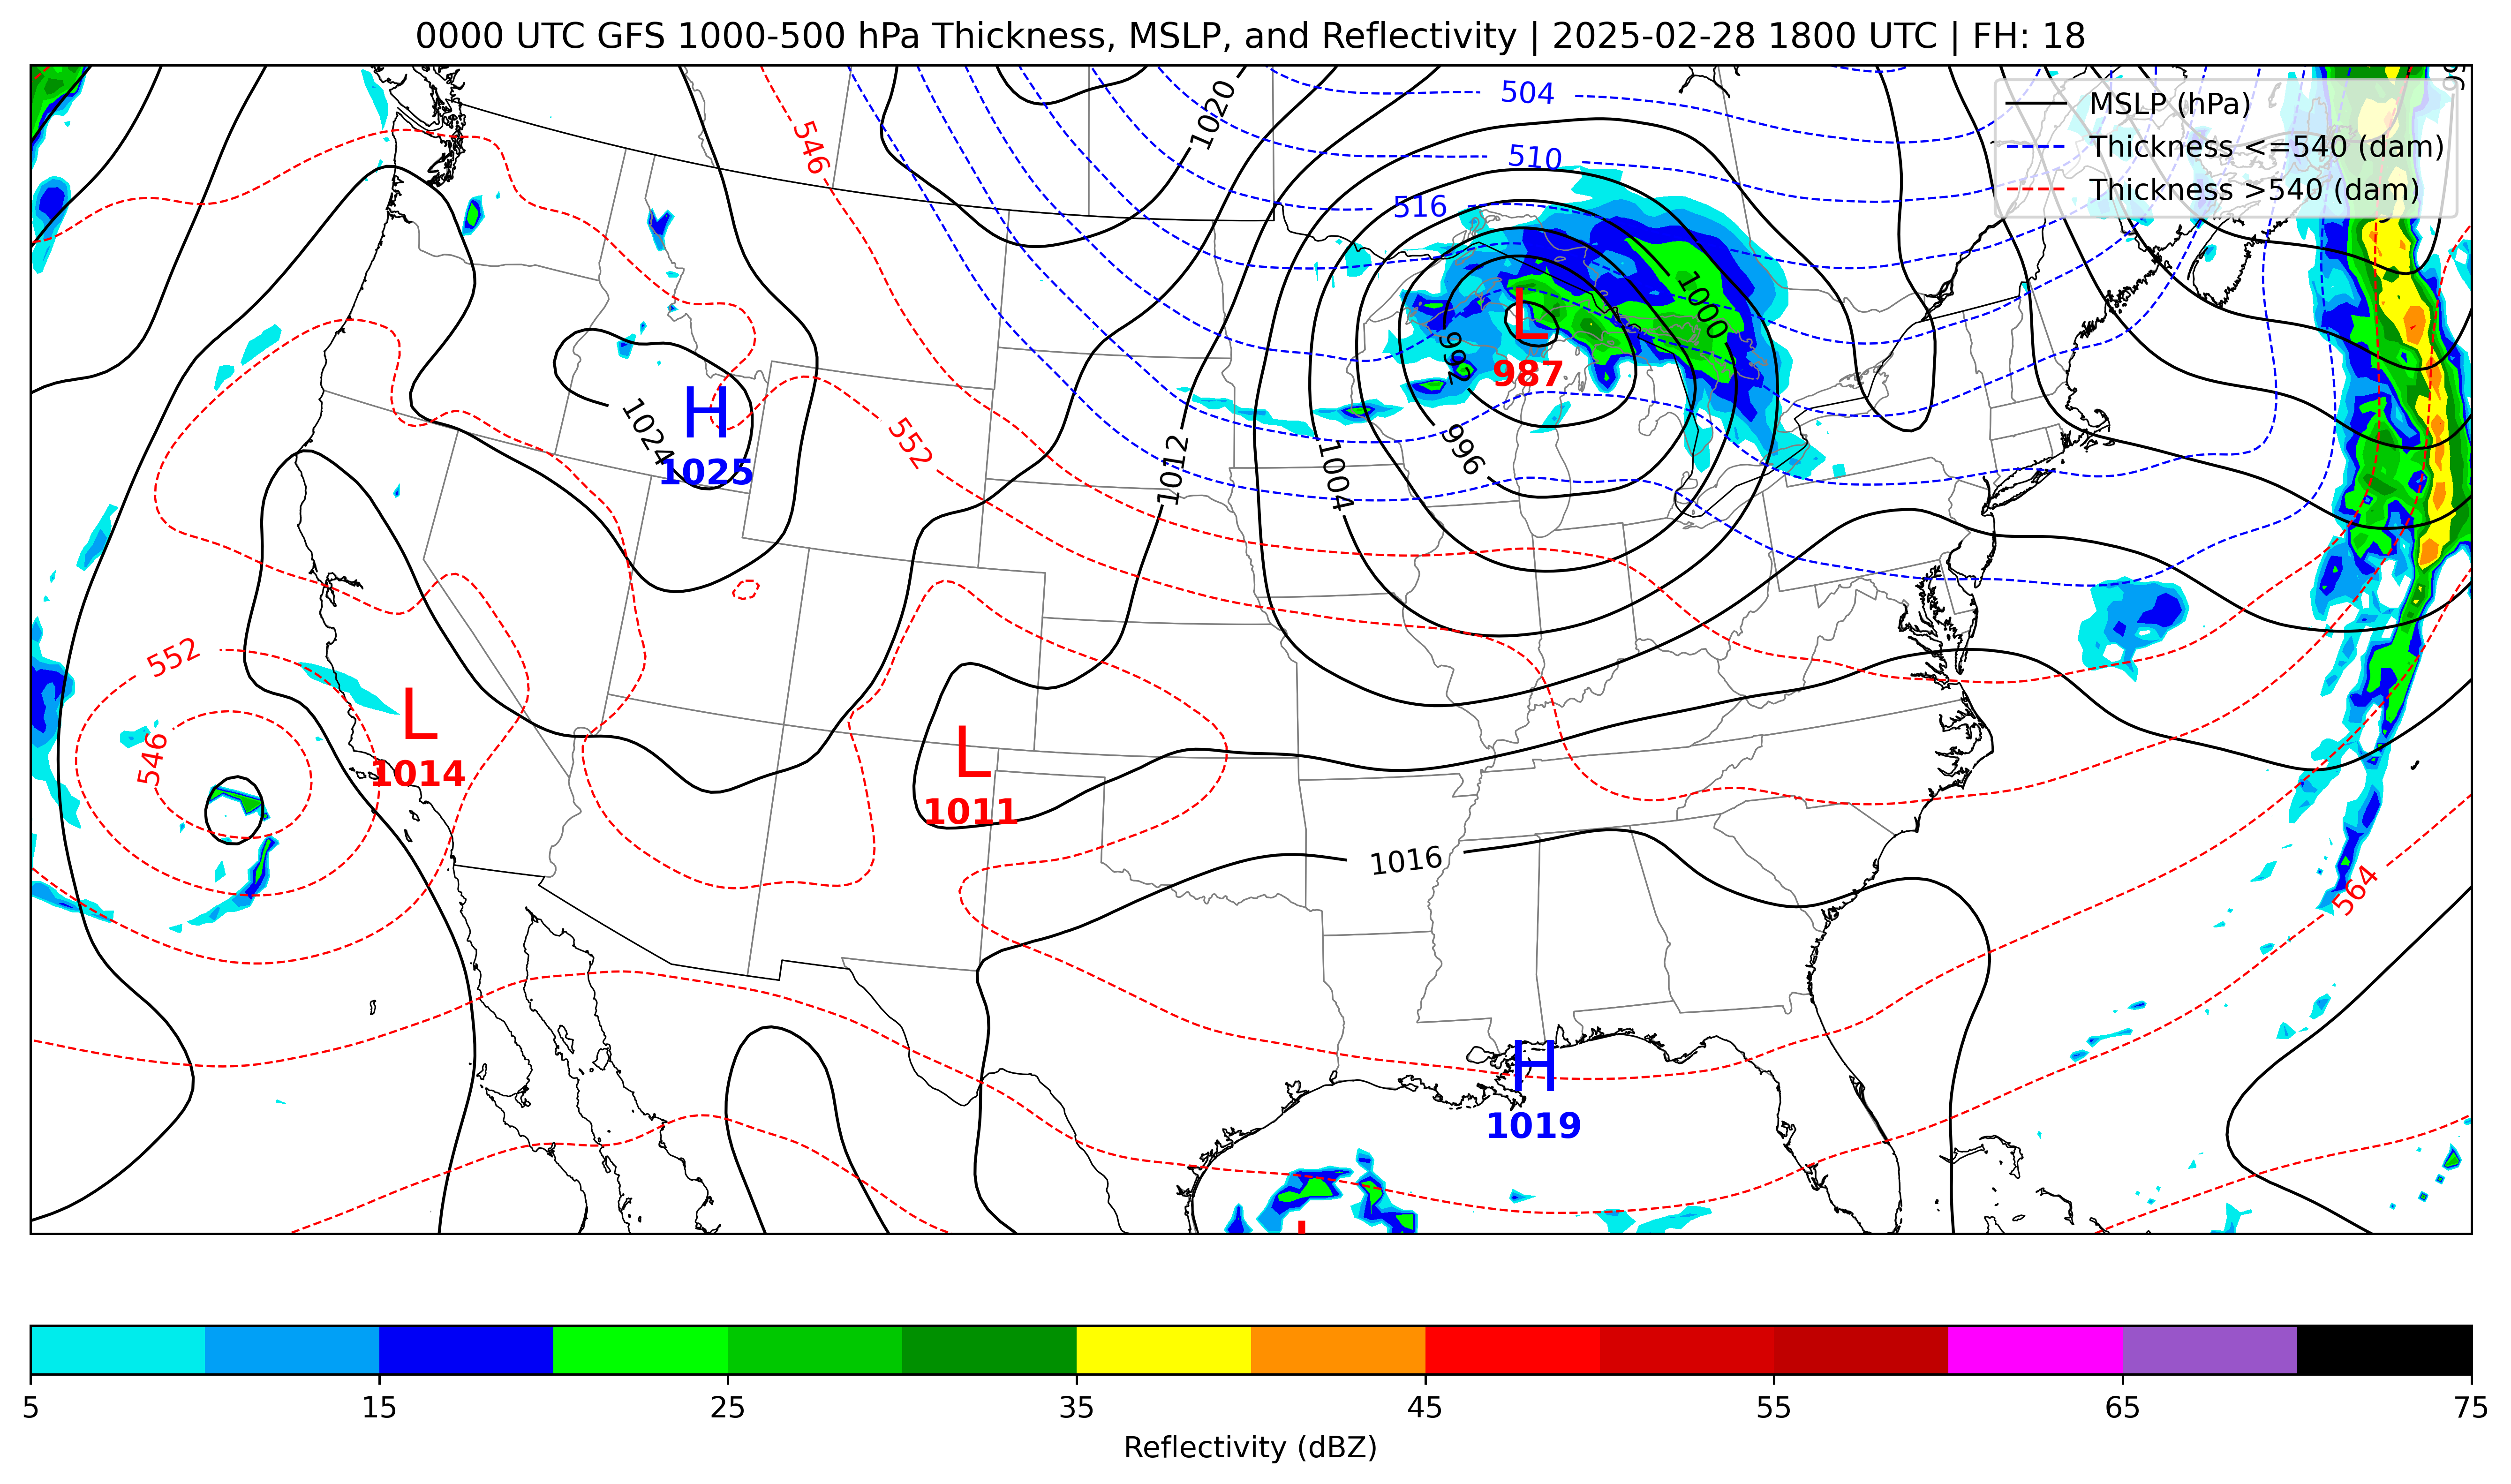 0000 UTC GFS 1000-500 hPa Thickness, MSLP, and Reflectivity | 2025-02-28 1800 UTC | FH: 18
MSLP (hPa)
Thickness <=540 (dam)
Thickness >540 (dam)
504
1020
546
510
516
1000
L
987
992
H
1025
1024
552
1012
996
1004
552
546
L
1014
L
1011
1016
564
H
1019
5
15
25
35
45
55
65
75
Reflectivity (dBZ)